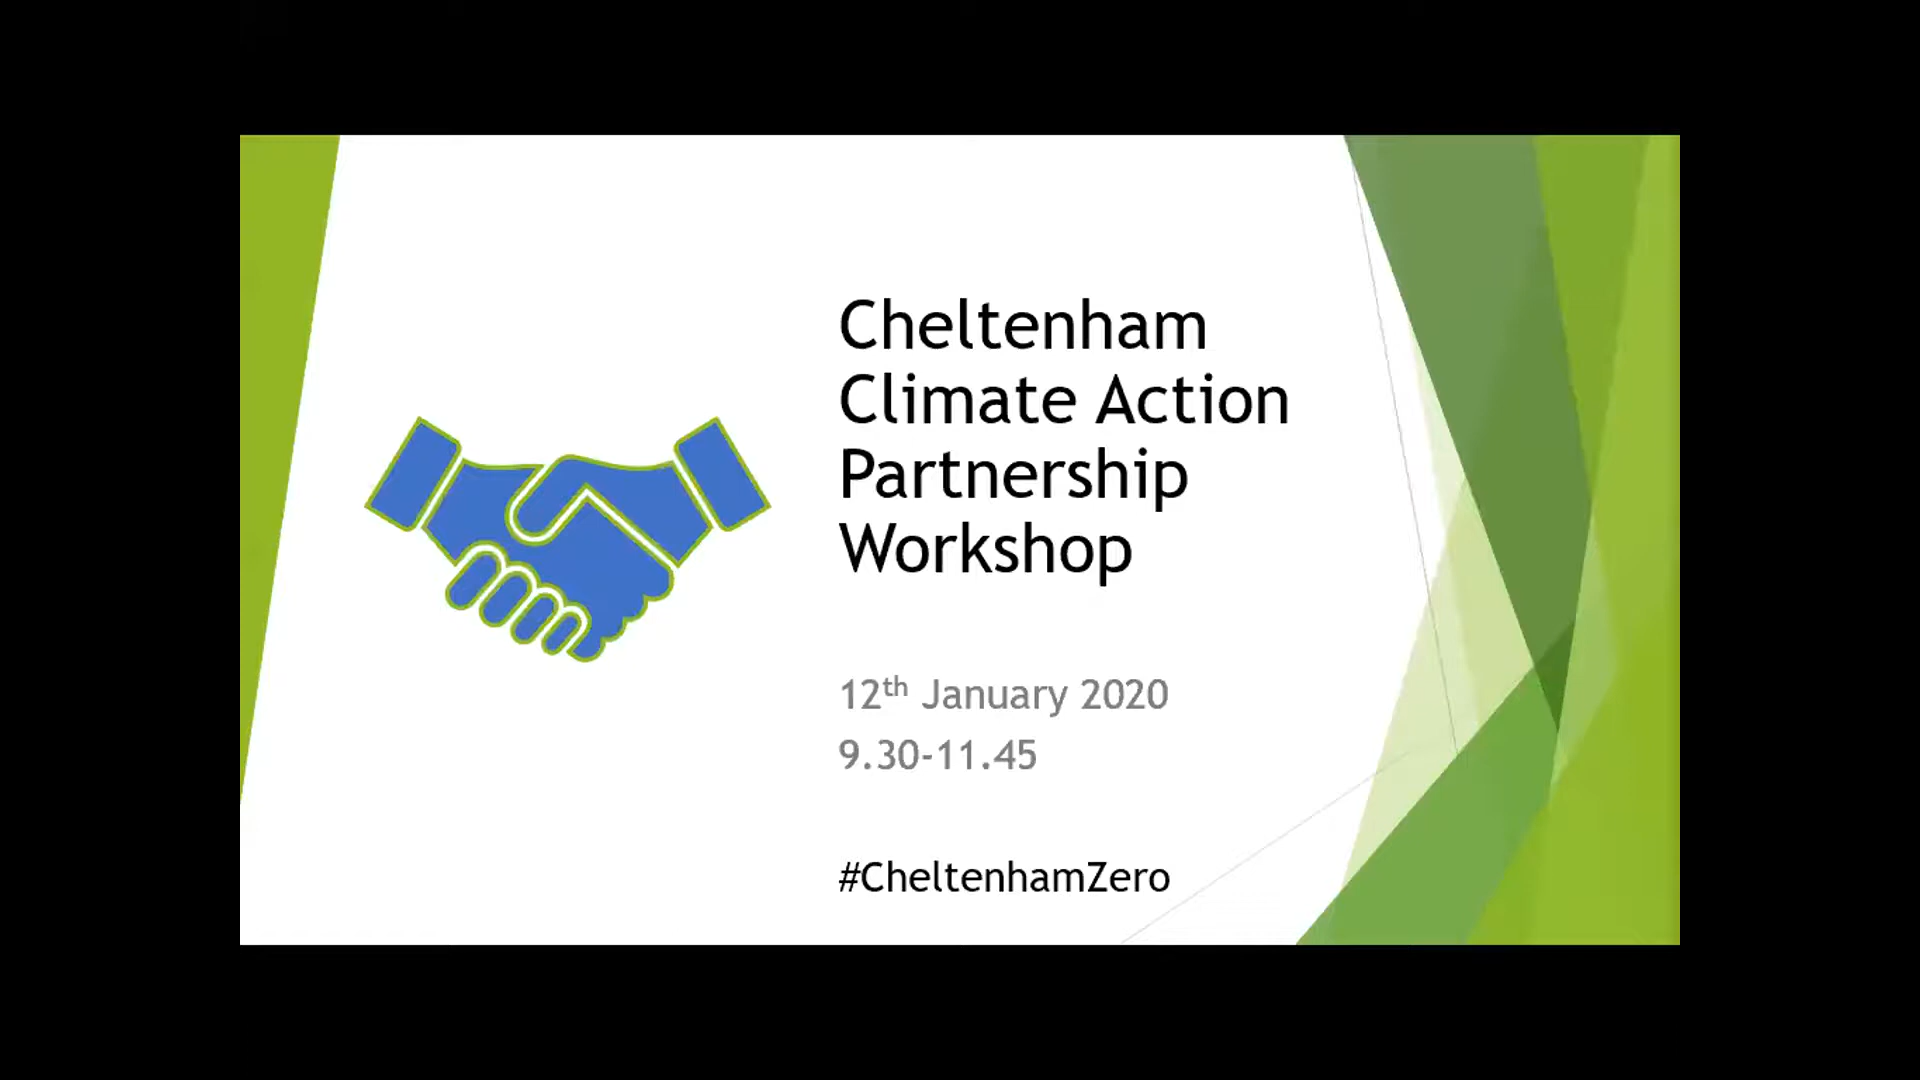 Cheltenham
Climate Action
Partnership
Workshop
12th January 2020
9.30-11.45
#CheltenhamZero